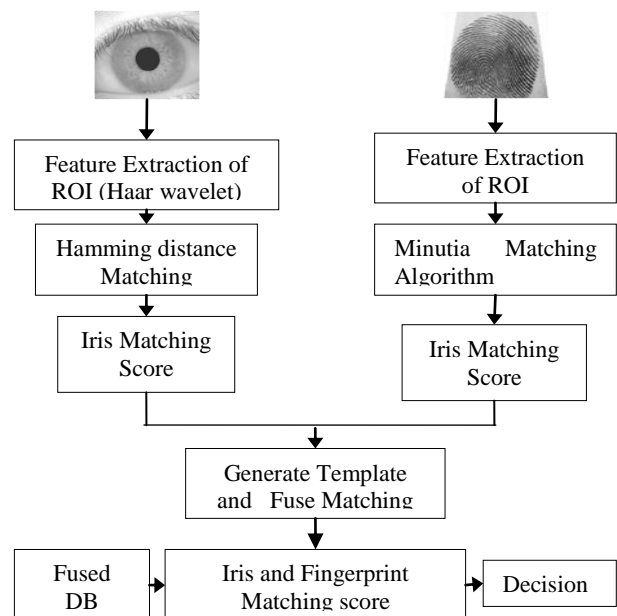 Feature Extraction of
ROI (Haar wavelet)
Feature Extraction
of ROI
Hamming distance
Matching
Minutia Matching
Algorithm
Iris Matching
Score
Iris Matching
Score
Generate Template
and Fuse Matching
Fused
DB
Iris and Fingerprint
Matching score
Decision